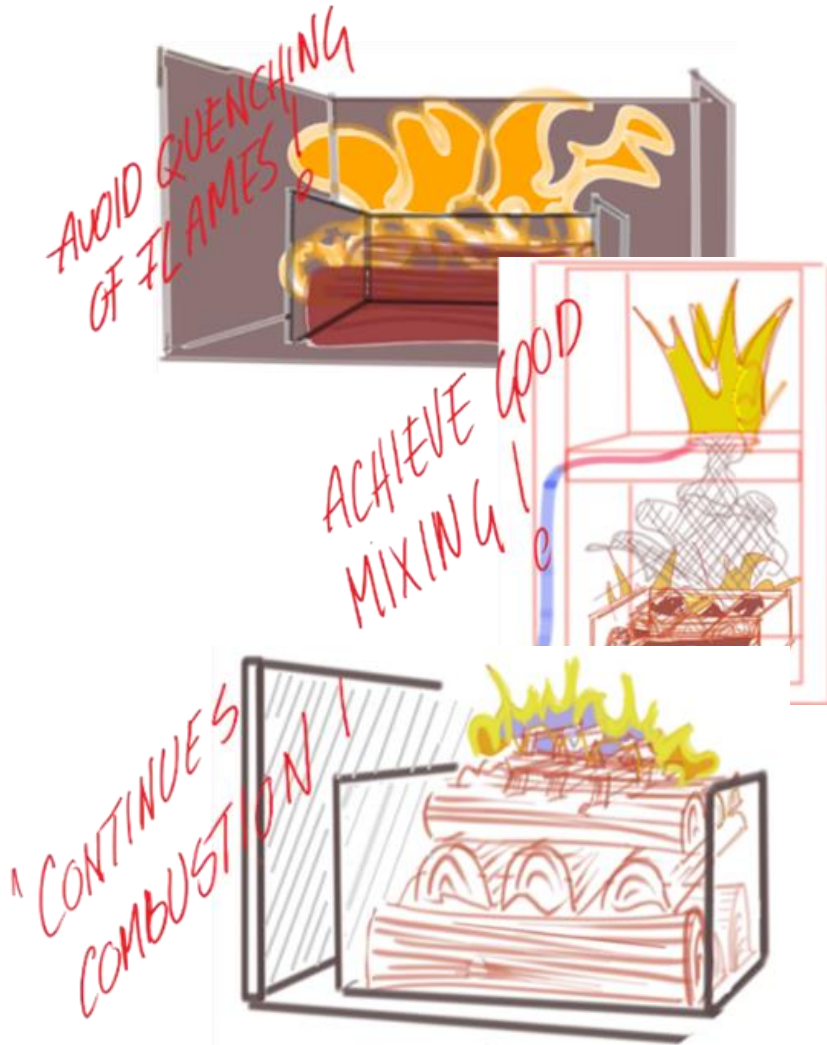 AVOID QUENCHING
OF FLAMES!
ACHIEVE GOOD
MIXING!
"CONTINUES
COMBUSTION!